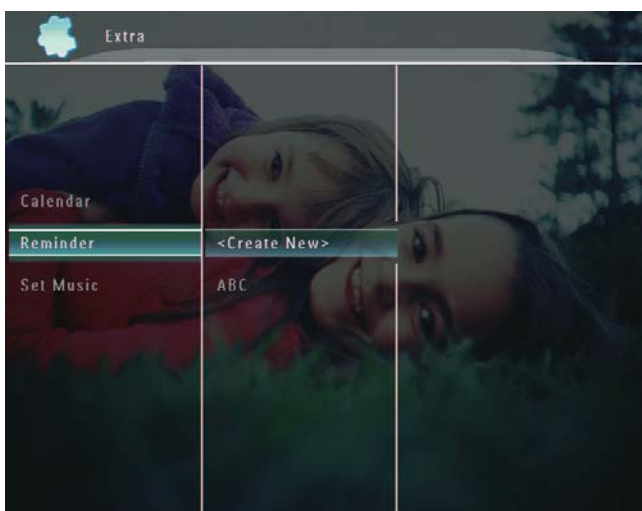 Extra
Calendar
Reminder
<Create New>
Set Music
ABC